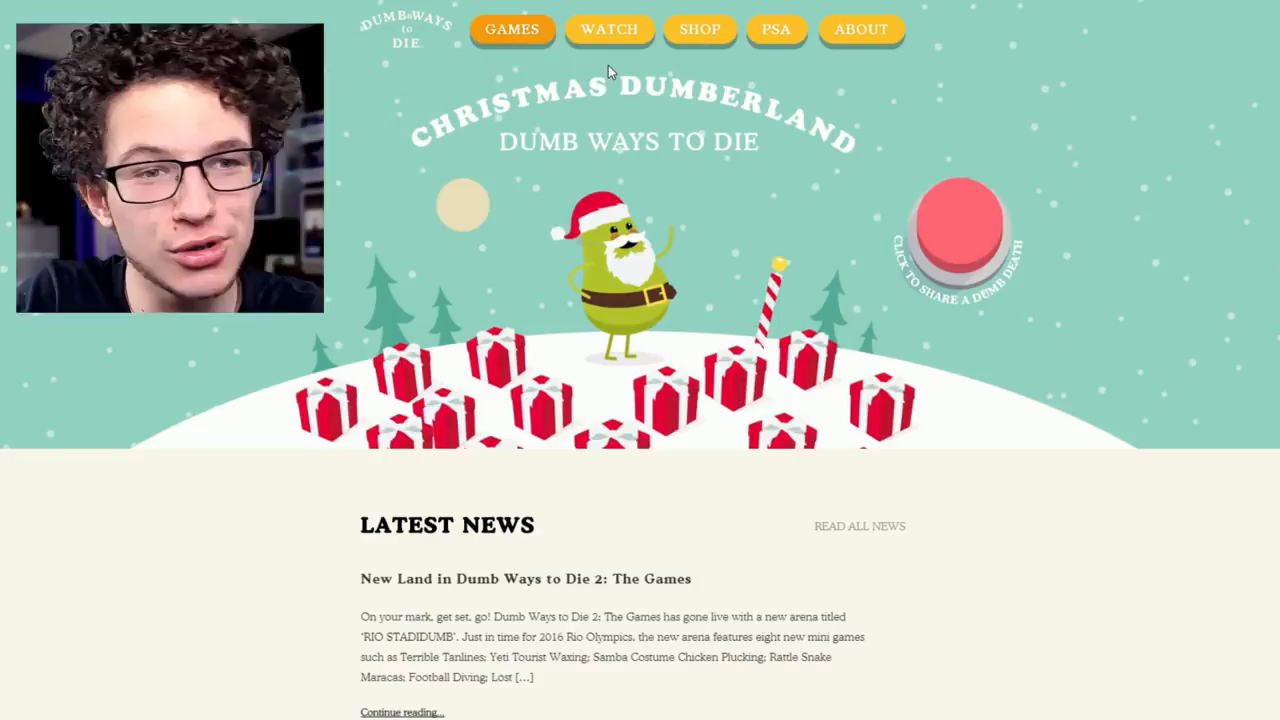 DUMB WAYS
to
DIE
GAMES
WATCH
SHOP
PSA
ABOUT
CHRISTMAS DUMBERLAND
DUMB WAYS TO DIE
CLICK TO SHARE A DUMB DEATH
LATEST NEWS
READ ALL NEWS
New Land in Dumb Ways to Die 2: The Games
On your mark, get set, go! Dumb Ways to Die 2: The Games has gone live with a new arena titled
‘RIO STADIDUMB’. Just in time for 2016 Rio Olympics, the new arena features eight new mini games
such as Terrible Tanlines; Yeti Tourist Waxing; Samba Costume Chicken Plucking; Rattle Snake
Maracas; Football Diving; Lost […]
Continue reading...